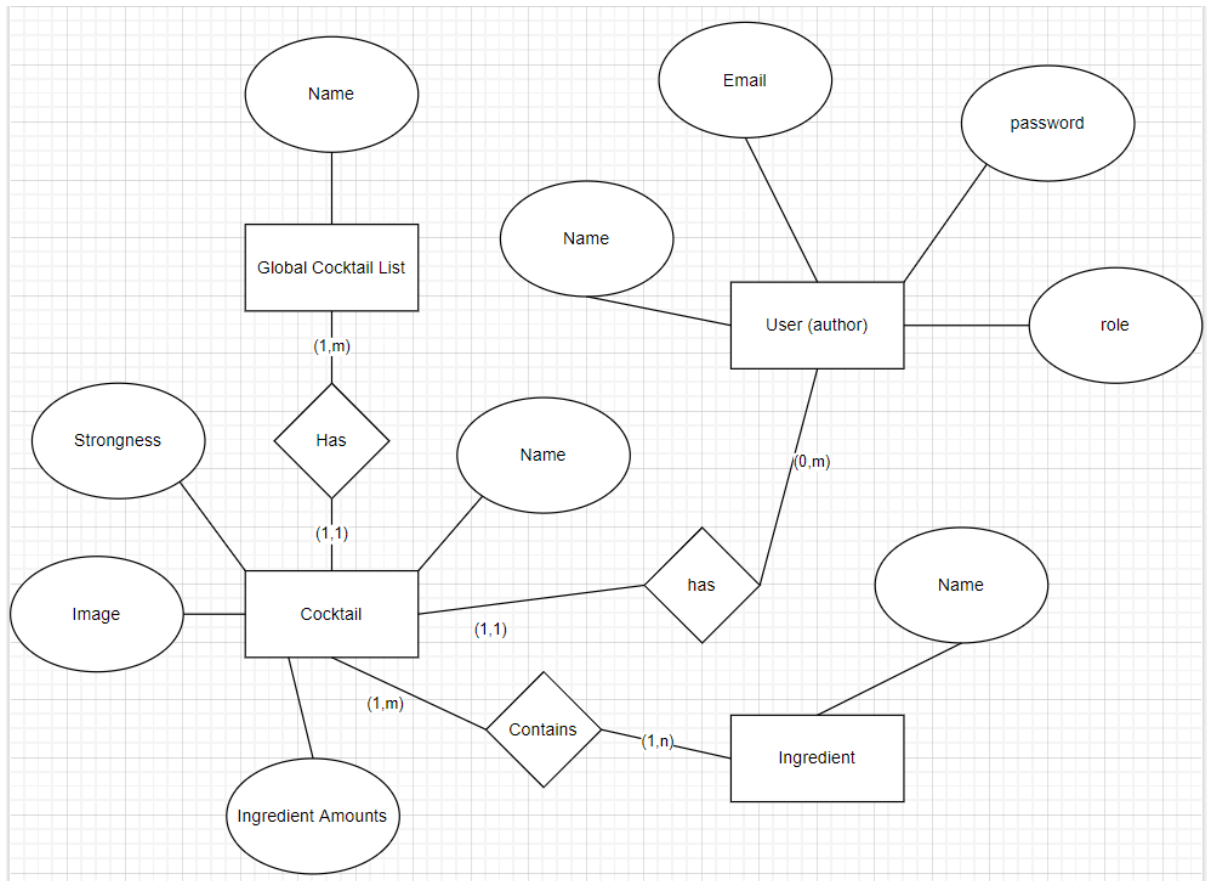 Name
Email
password
Name
Global Cocktail List
User (author)
role
(1,m)
Strongness
Has
Name
(0,m)
(1,1)
Image
Cocktail
has
Name
(1,1)
(1,m)
Contains
(1,n)
Ingredient
Ingredient Amounts